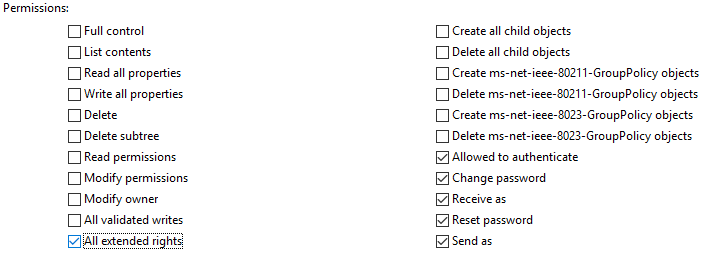 Permissions:
Full control
List contents
Read all properties
Write all properties
Delete
Delete subtree
Read permissions
Modify permissions
Modify owner
All validated writes
All extended rights
Create all child objects
Delete all child objects
Create ms-net-ieee-80211-GroupPolicy objects
Delete ms-net-ieee-80211-GroupPolicy objects
Create ms-net-ieee-8023-GroupPolicy objects
Delete ms-net-ieee-8023-GroupPolicy objects
Allowed to authenticate
Change password
Receive as
Reset password
Send as